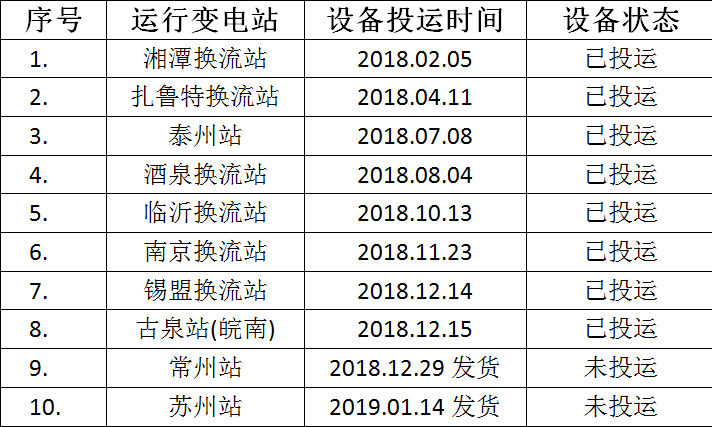 序号 运行变电站 设备投运时间 设备状态
1. 湘潭换流站 2018.02.05 已投运
2. 扎鲁特换流站 2018.04.11 已投运
3. 泰州站 2018.07.08 已投运
4. 酒泉换流站 2018.08.04 已投运
5. 临沂换流站 2018.10.13 已投运
6. 南京换流站 2018.11.23 已投运
7. 锡盟换流站 2018.12.14 已投运
8. 古泉站(皖南) 2018.12.15 已投运
9. 常州站 2018.12.29 发货 未投运
10. 苏州站 2019.01.14 发货 未投运